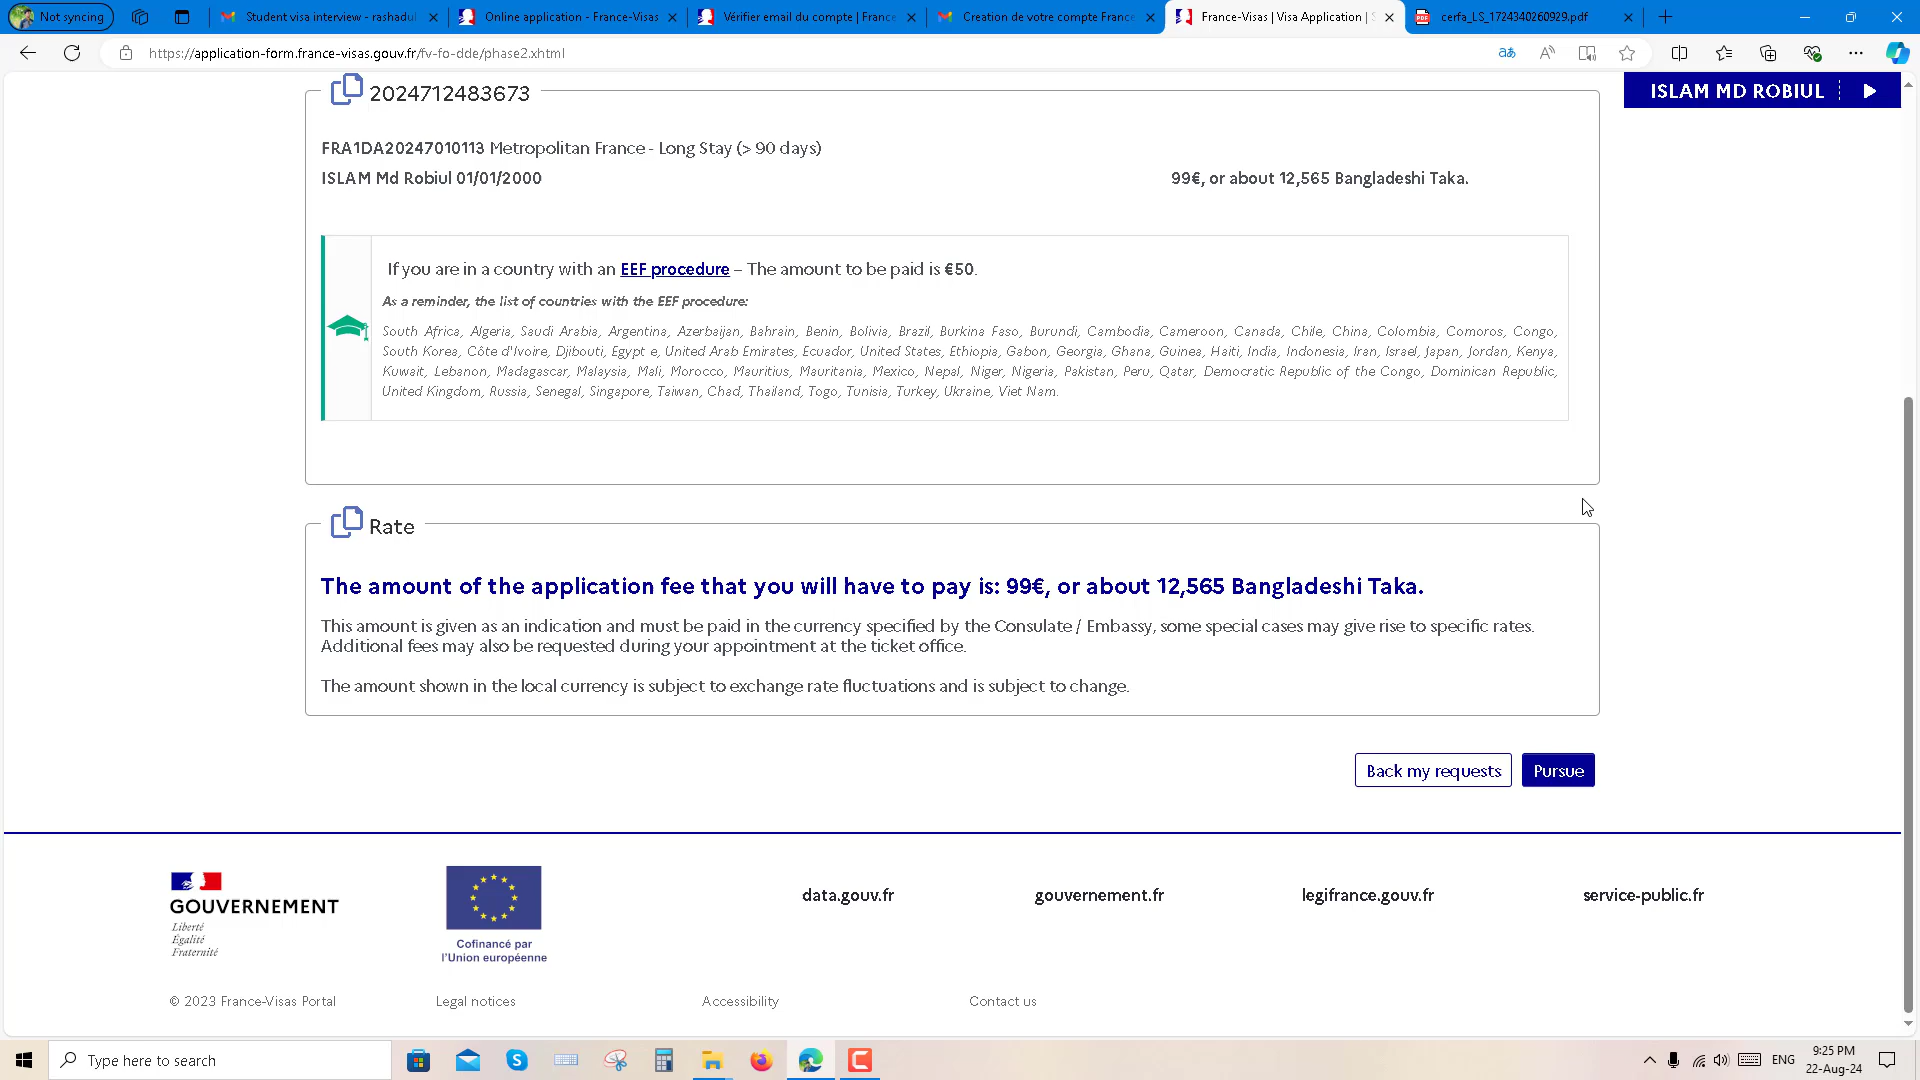 Not syncing
Student visa interview - rashadul
Online application - France-Visas
Vérifier email du compte | France
Creation de votre compte France
France-Visas | Visa Application | S
cerfa_LS_1724340260929.pdf
https://application-form.france-visas.gouv.fr/fv-fo-dde/phase2.xhtml
2024712483673
ISLAM MD ROBIUL
FRA1DA20247010113 Metropolitan France - Long Stay (> 90 days)
ISLAM Md Robiul 01/01/2000
99€, or about 12,565 Bangladeshi Taka.
If you are in a country with an EEF procedure – The amount to be paid is €50.
As a reminder, the list of countries with the EEF procedure:
South Africa, Algeria, Saudi Arabia, Argentina, Azerbaijan, Bahrain, Benin, Bolivia, Brazil, Burkina Faso, Burundi, Cambodia, Cameroon, Canada, Chile, China, Colombia, Comoros, Congo,
South Korea, Côte d'Ivoire, Djibouti, Egypt e, United Arab Emirates, Ecuador, United States, Ethiopia, Gabon, Georgia, Ghana, Guinea, Haiti, India, Indonesia, Iran, Israel, Japan, Jordan, Kenya,
Kuwait, Lebanon, Madagascar, Malaysia, Mali, Morocco, Mauritius, Mauritania, Mexico, Nepal, Niger, Nigeria, Pakistan, Peru, Qatar, Democratic Republic of the Congo, Dominican Republic,
United Kingdom, Russia, Senegal, Singapore, Taiwan, Chad, Thailand, Togo, Tunisia, Turkey, Ukraine, Viet Nam.
Rate
The amount of the application fee that you will have to pay is: 99€, or about 12,565 Bangladeshi Taka.
This amount is given as an indication and must be paid in the currency specified by the Consulate / Embassy, some special cases may give rise to specific rates.
Additional fees may also be requested during your appointment at the ticket office.
The amount shown in the local currency is subject to exchange rate fluctuations and is subject to change.
Back my requests
Pursue
GOUVERNEMENT
Liberté
Égalité
Fraternité
Cofinancé par
l'Union européenne
data.gouv.fr
gouvernement.fr
legifrance.gouv.fr
service-public.fr
© 2023 France-Visas Portal
Legal notices
Accessibility
Contact us
Type here to search
ENG
9:25 PM
22-Aug-24